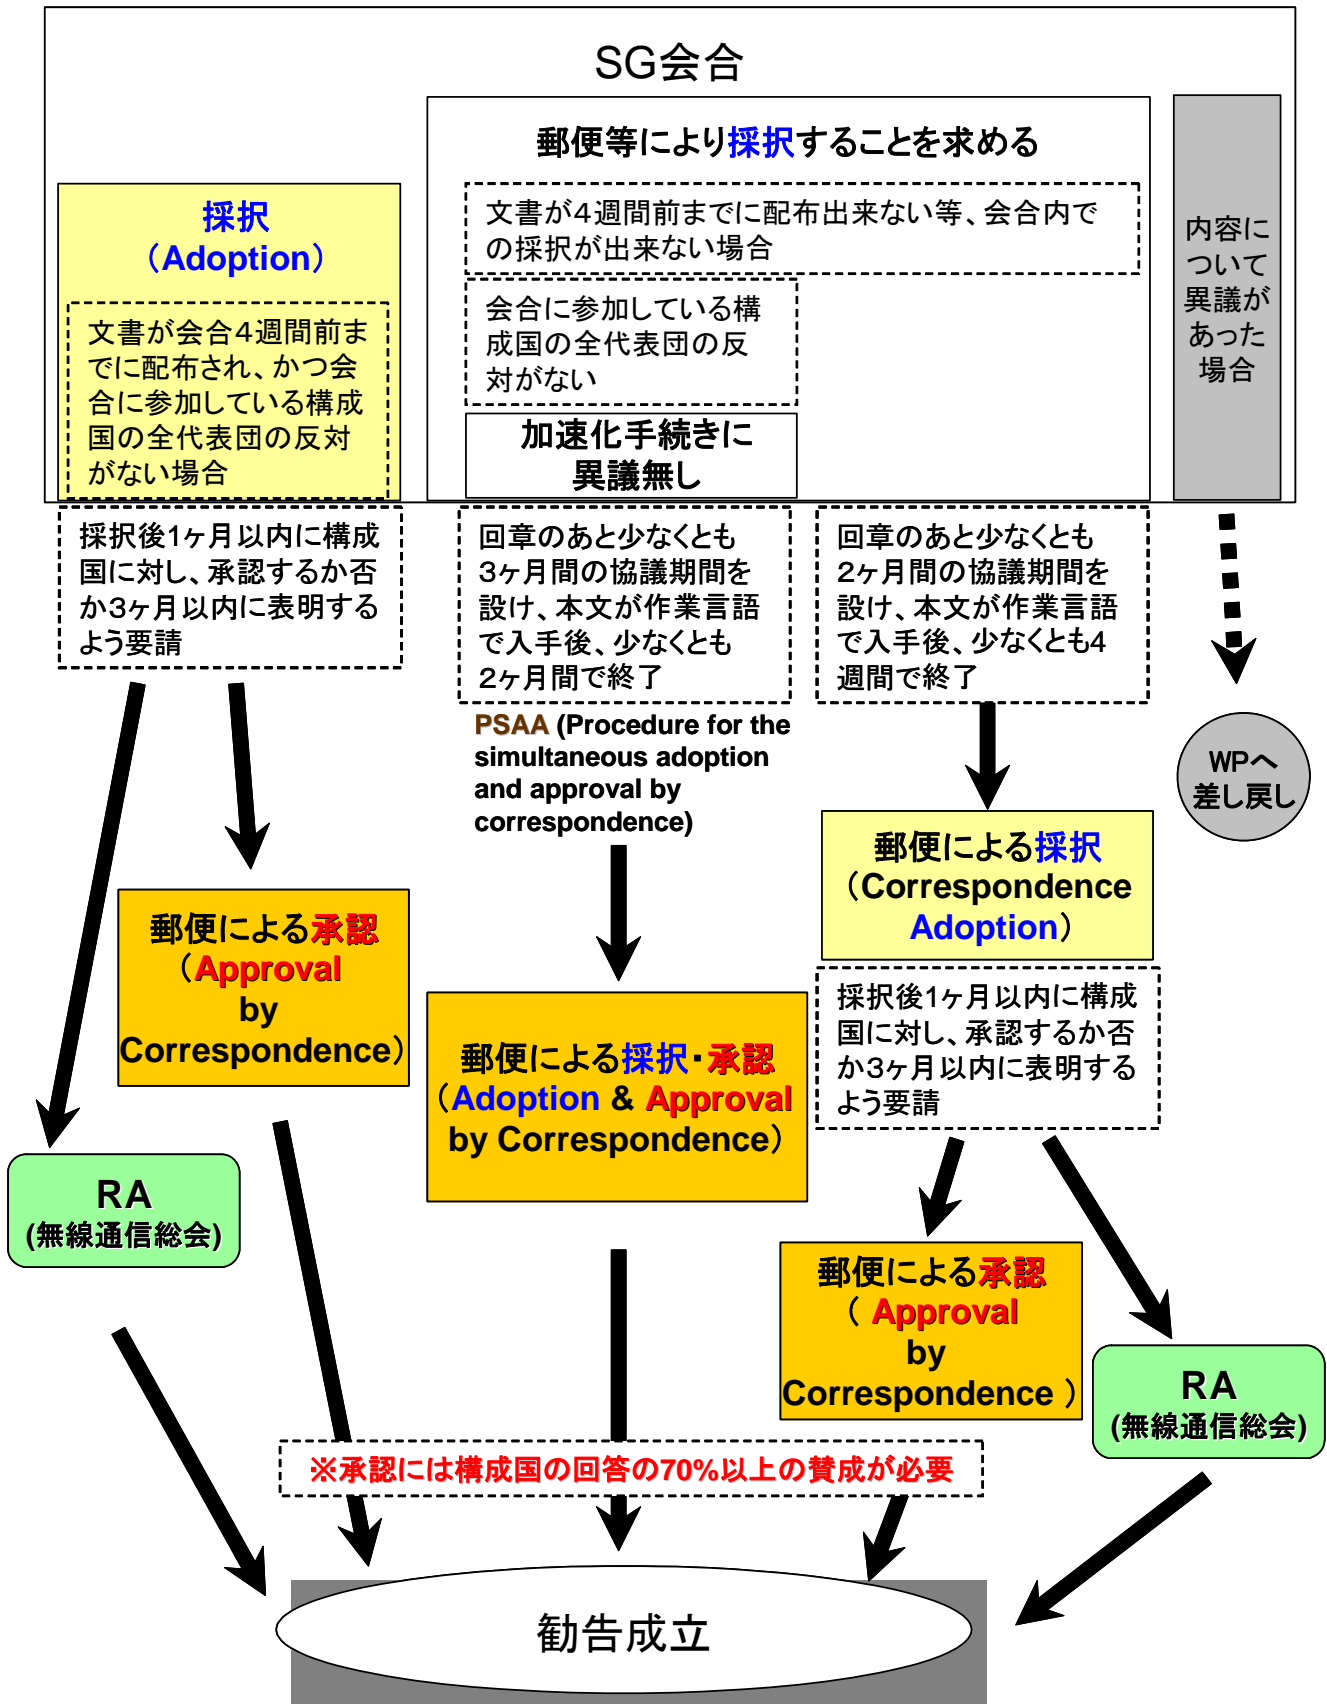 SG会合
採択
（Adoption）
文書が会合4週間前ま
でに配布され、かつ会
合に参加している構成
国の全代表団の反対
がない場合
郵便等により採択することを求める
文書が4週間前までに配布出来ない等、会合内で
の採択が出来ない場合
会合に参加している構
成国の全代表団の反
対がない
加速化手続きに
異議無し
内容に
ついて
異議が
あった
場合
採択後1ヶ月以内に構成
国に対し、承認するか否
か3ヶ月以内に表明する
よう要請
回章のあと少なくとも
3ヶ月間の協議期間を
設け、本文が作業言語
で入手後、少なくとも
2ヶ月間で終了
回章のあと少なくとも
2ヶ月間の協議期間を
設け、本文が作業言語
で入手後、少なくとも4
週間で終了
PSAA (Procedure for the
simultaneous adoption
and approval by
correspondence)
WPへ
差し戻し
郵便による採択
（Correspondence
Adoption）
郵便による承認
（Approval
by
Correspondence）
郵便による採択・承認
（Adoption & Approval
by Correspondence）
採択後1ヶ月以内に構成
国に対し、承認するか否
か3ヶ月以内に表明する
よう要請
RA
(無線通信総会)
郵便による承認
（ Approval
by
Correspondence ）
RA
(無線通信総会)
※承認には構成国の回答の70%以上の賛成が必要
勧告成立